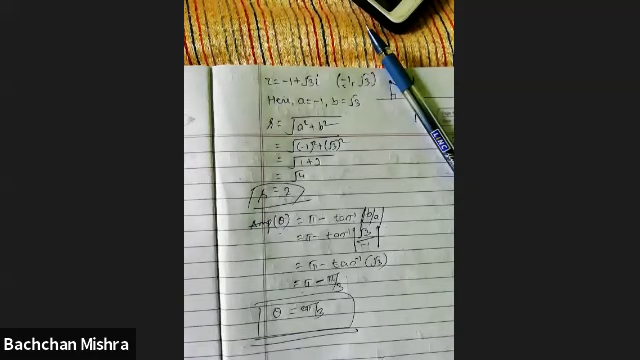 z = -1 + √3i (-1, √3)
Here, a = -1, b = √3
r = √a² + b²
= √(-1)² + (√3)²
= √1 + 3
= √4
r = 2
Amp(θ) = π - tan⁻¹ |b/a|
= π - tan⁻¹ |√3/-1|
= π - tan⁻¹ (√3)
= π - π/3
θ = 2π/3
LINC
Bachchan Mishra